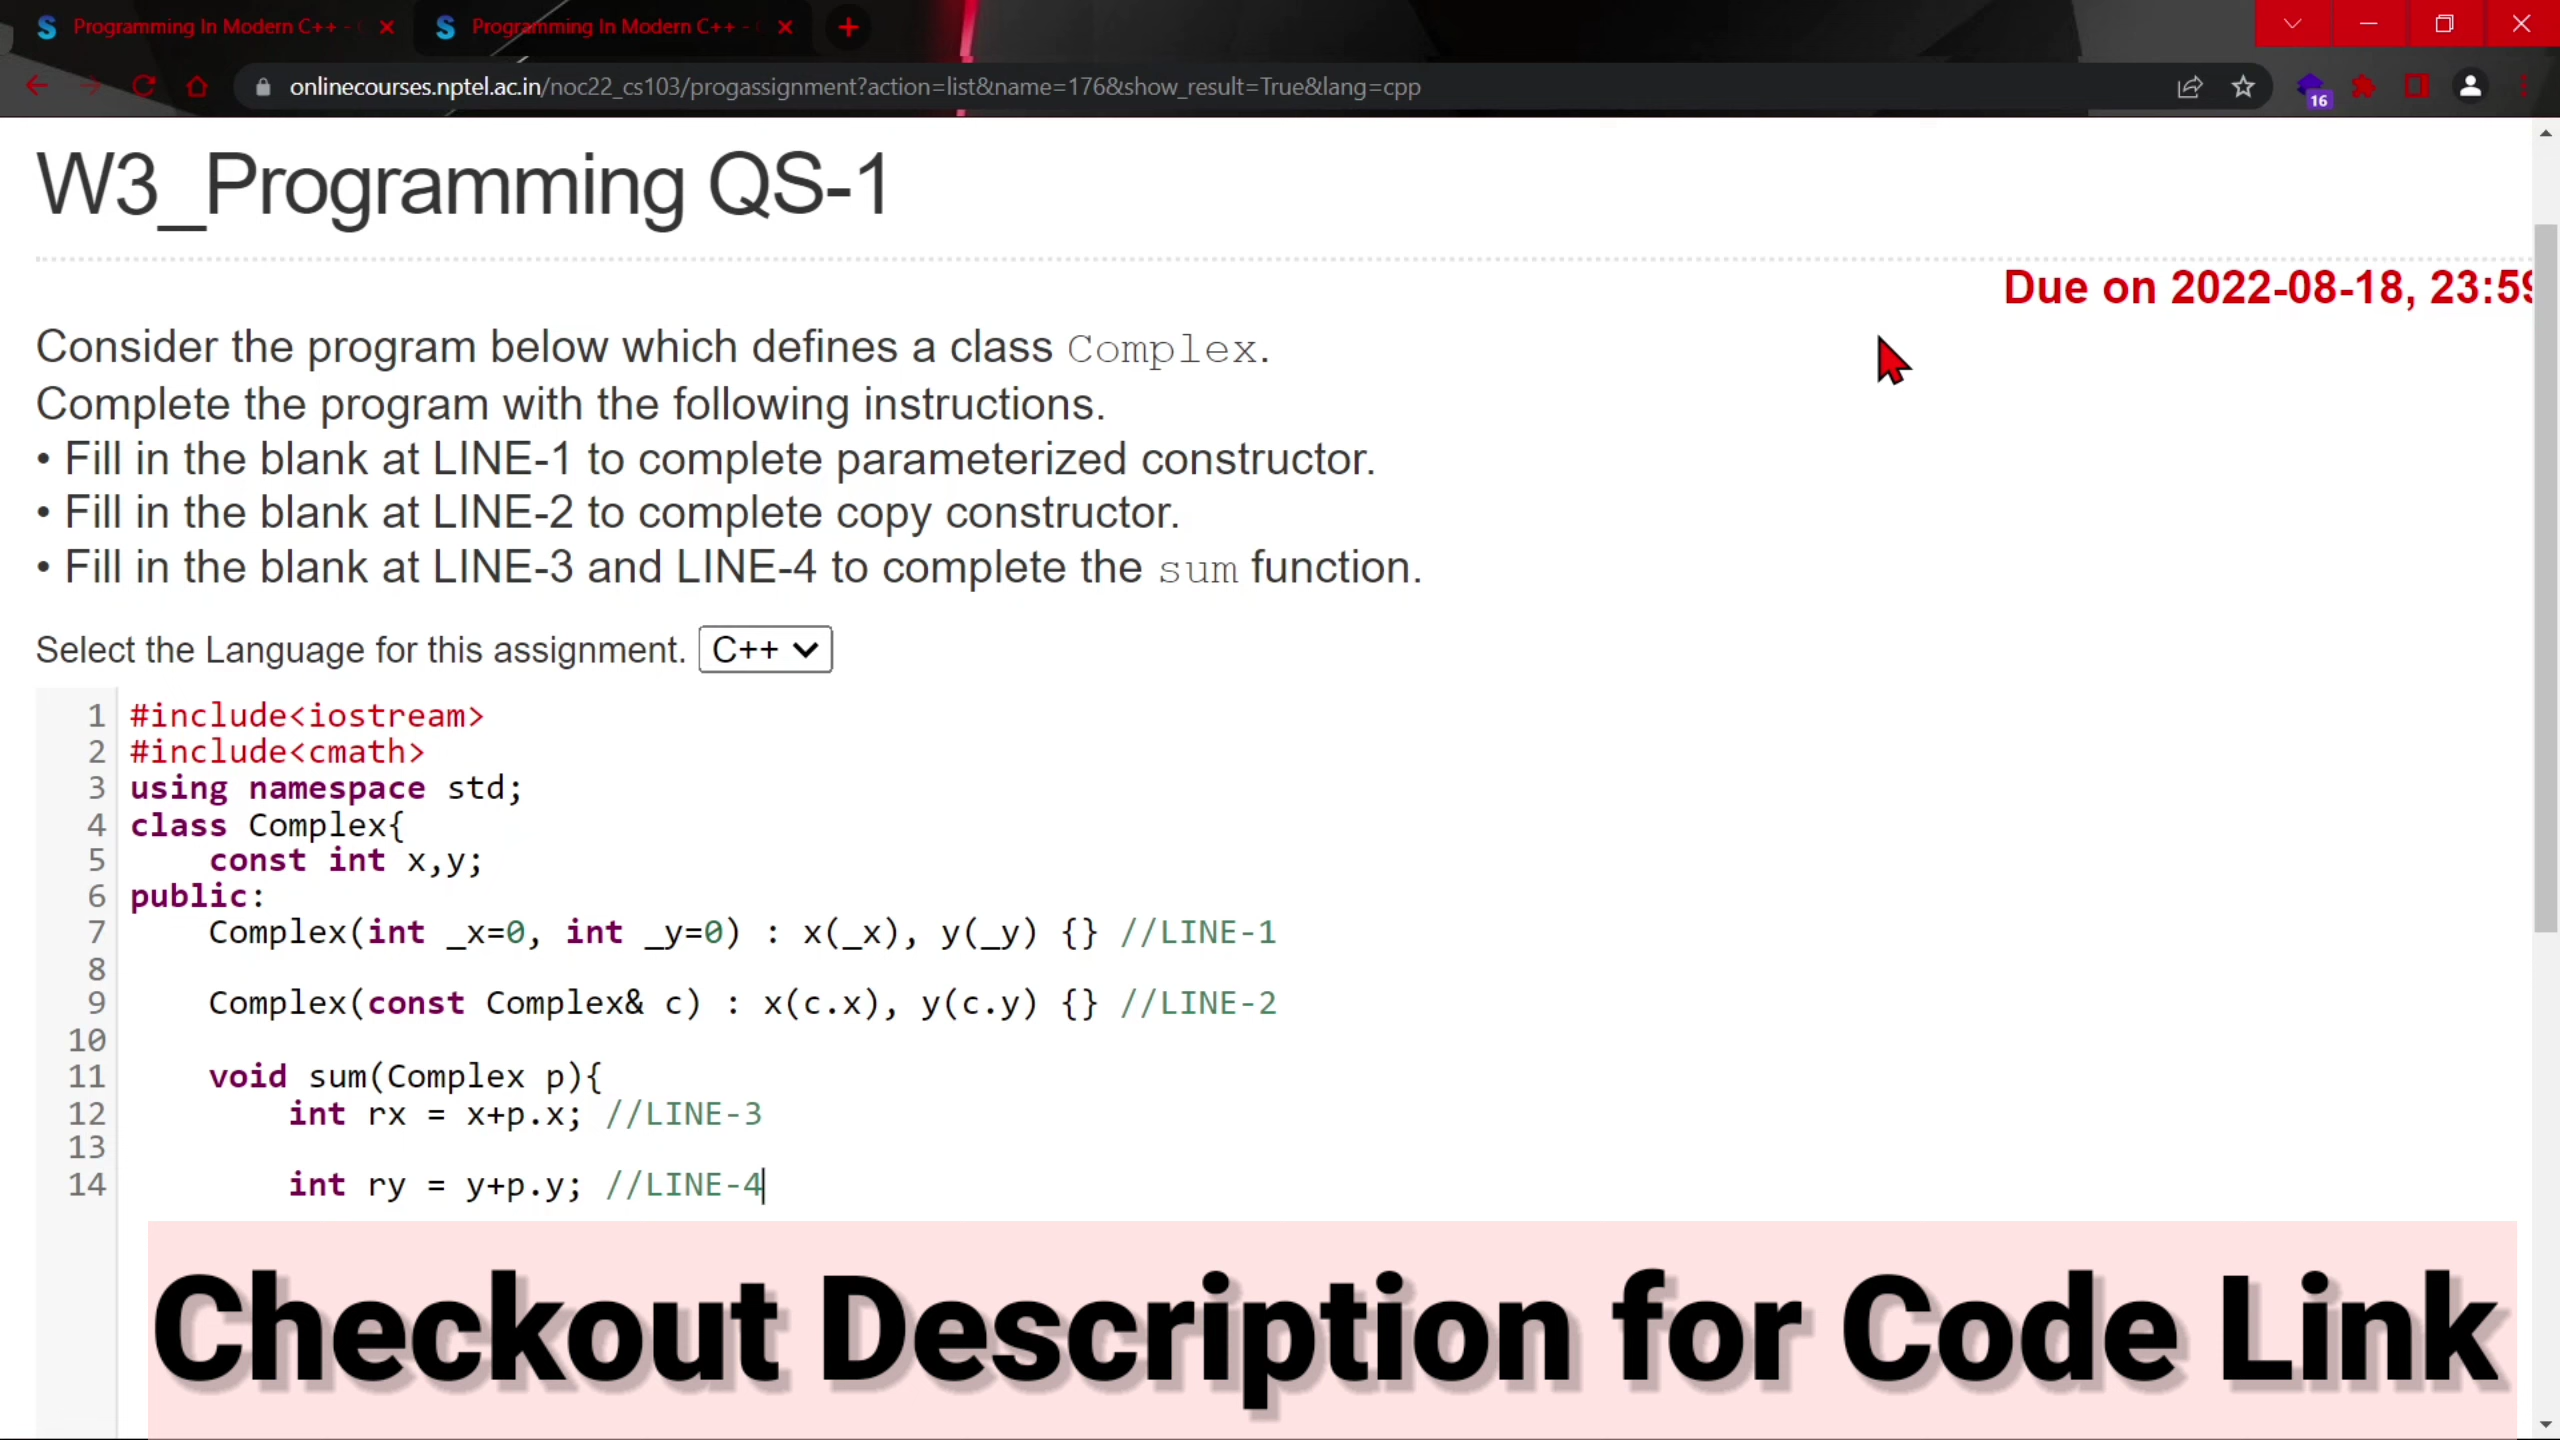 Programming In Modern C++ -
Programming In Modern C++ -
onlinecourses.nptel.ac.in/noc22_cs103/progassignment?action=list&name=176&show_result=True&lang=cpp
16
W3_Programming QS-1
Due on 2022-08-18, 23:59
Consider the program below which defines a class Complex.
Complete the program with the following instructions.
• Fill in the blank at LINE-1 to complete parameterized constructor.
• Fill in the blank at LINE-2 to complete copy constructor.
• Fill in the blank at LINE-3 and LINE-4 to complete the sum function.
Select the Language for this assignment. C++
1 #include<iostream>
2 #include<cmath>
3 using namespace std;
4 class Complex{
5 const int x,y;
6 public:
7 Complex(int _x=0, int _y=0) : x(_x), y(_y) {} //LINE-1
8
9 Complex(const Complex& c) : x(c.x), y(c.y) {} //LINE-2
10
11 void sum(Complex p){
12 int rx = x+p.x; //LINE-3
13
14 int ry = y+p.y; //LINE-4
Checkout Description for Code Link